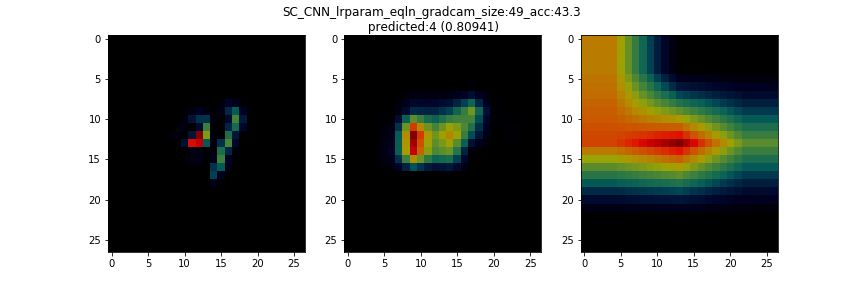 SC_CNN_lrparam_eqln_gradcam_size:49_acc:43.3
predicted:4 (0.80941)
0 0 0
5 5 5
10 10 10
15 15 15
20 20 20
25 25 25
0 5 10 15 20 25 0 5 10 15 20 25 0 5 10 15 20 25